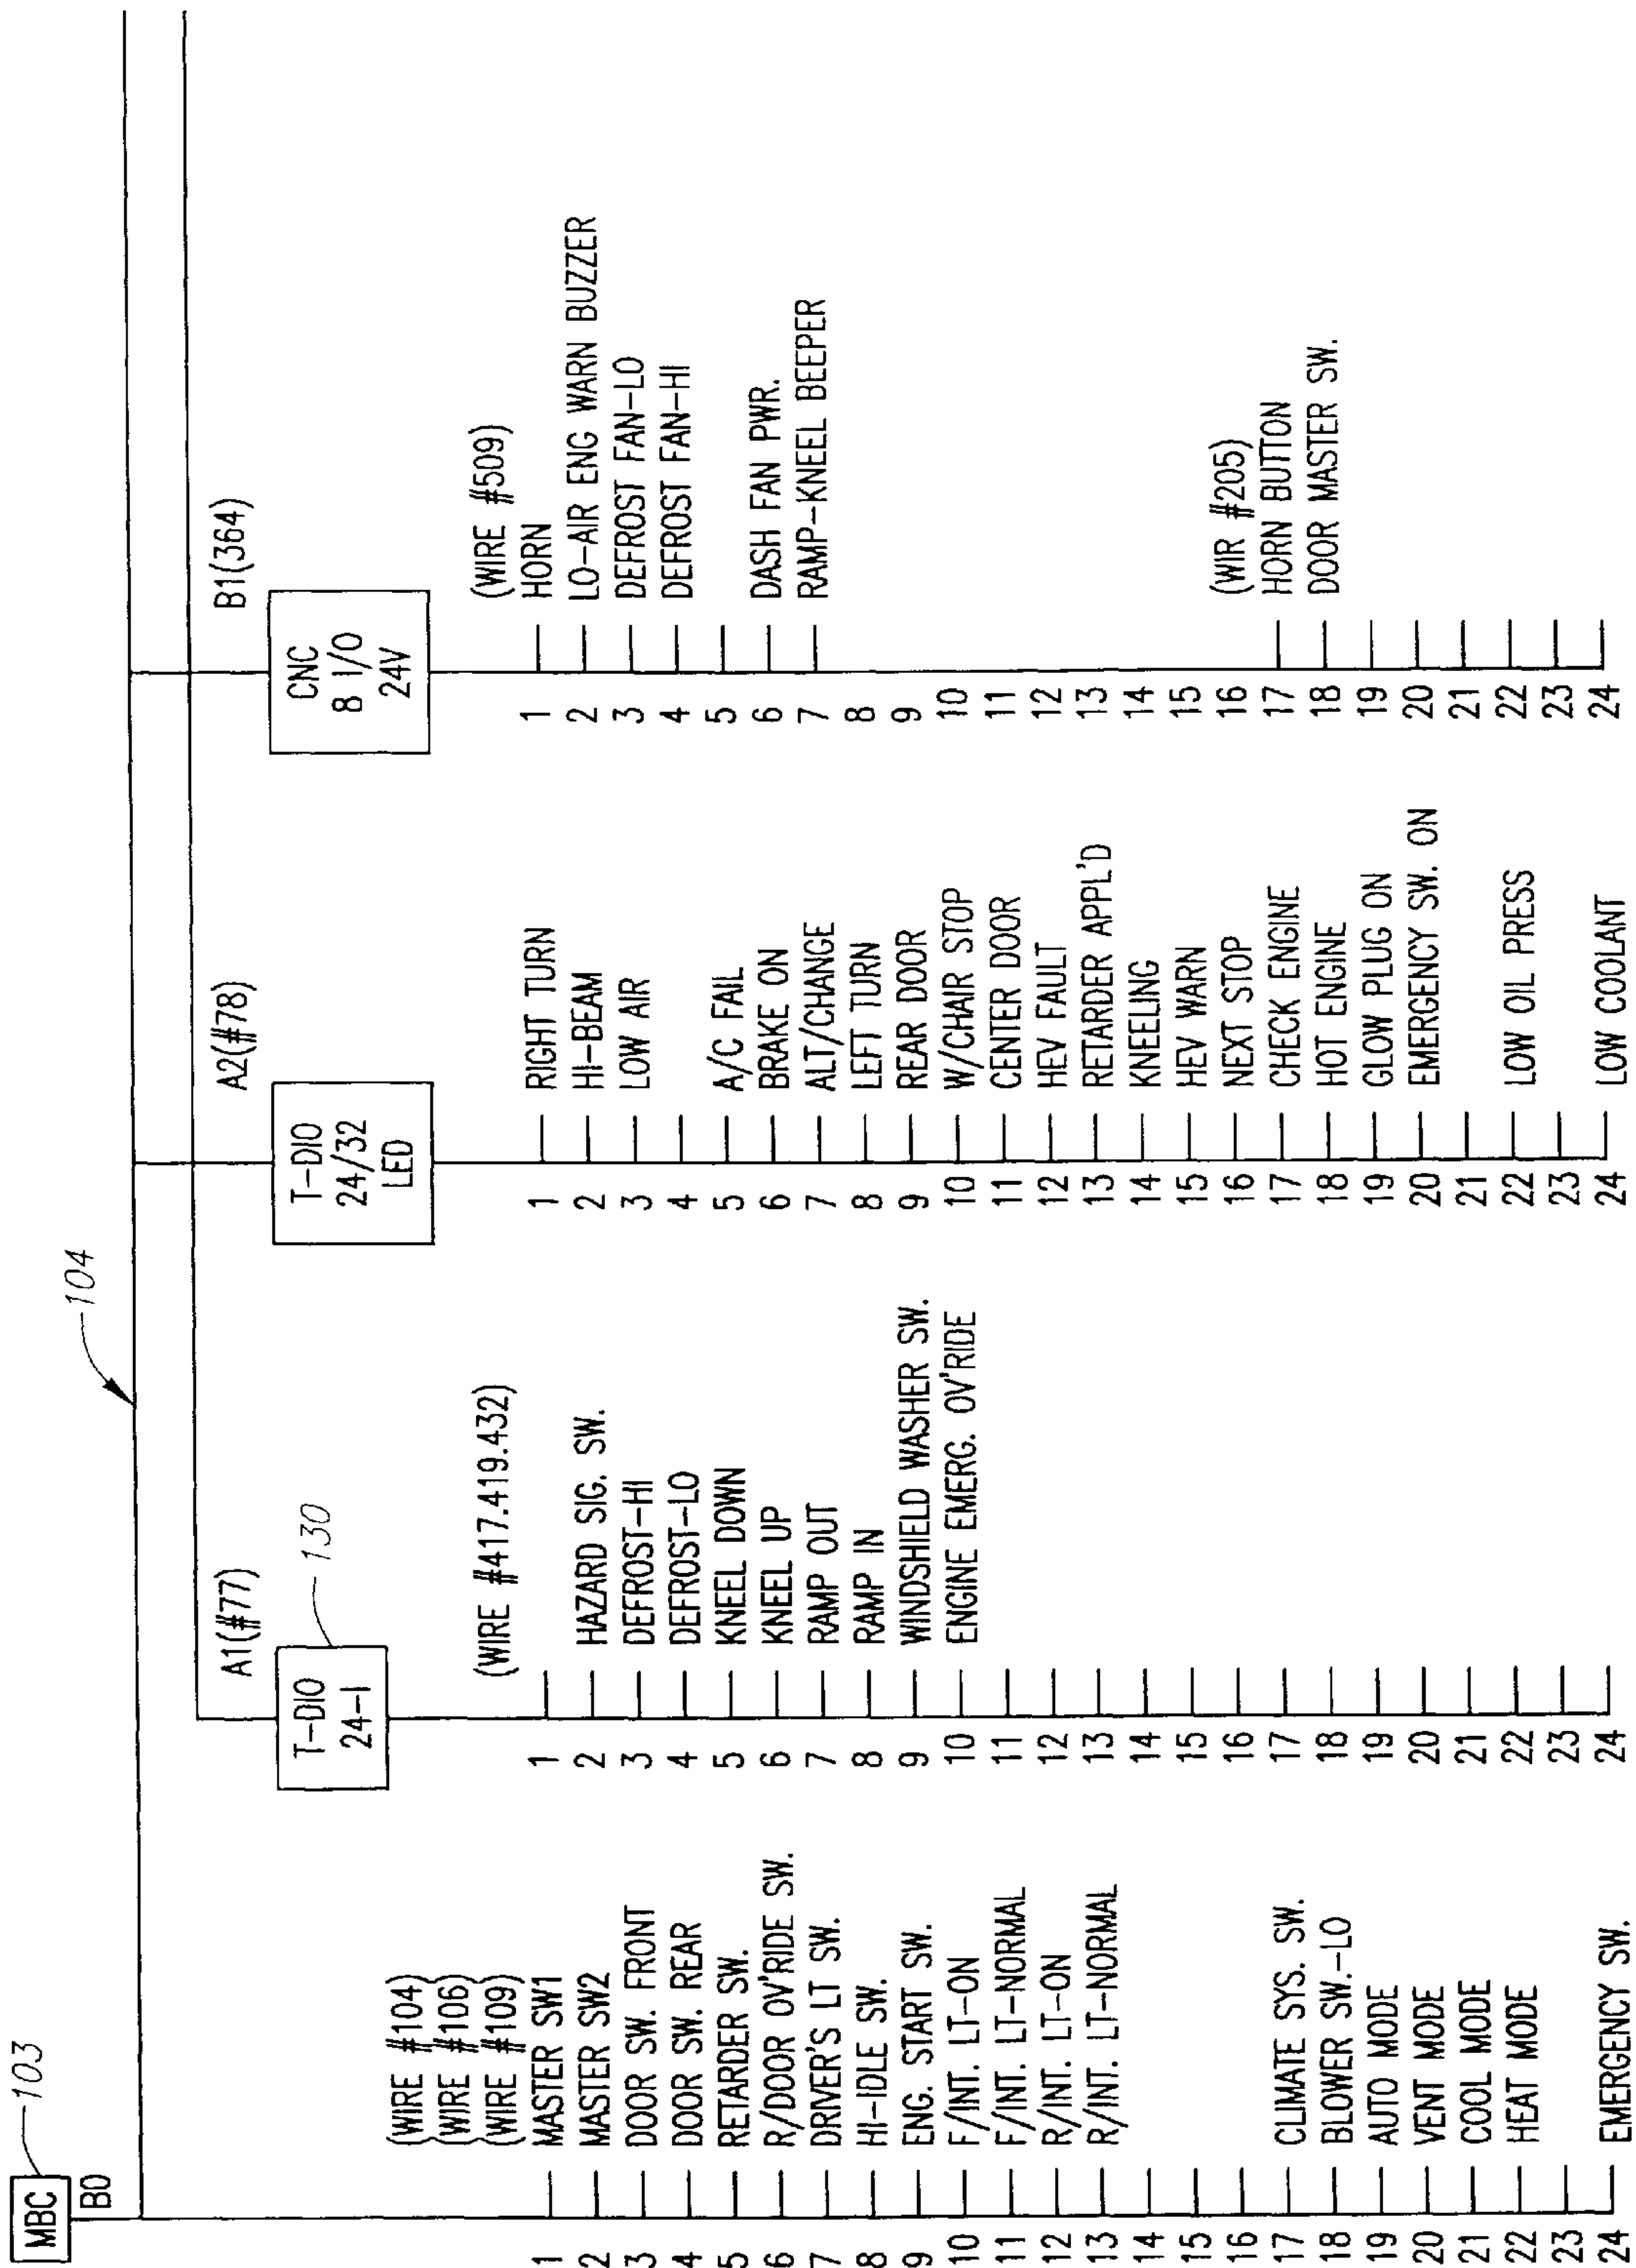 MBC
103
B0
104
(WIRE #104)
(WIRE #106)
(WIRE #109)
1 MASTER SW1
2 MASTER SW2
3 DOOR SW. FRONT
4 DOOR SW. REAR
5 RETARDER SW.
6 R/DOOR OV'RIDE SW.
7 DRIVER'S LT SW.
8 HI-IDLE SW.
9 ENG. START SW.
10 F/INT. LT-ON
11 F/INT. LT-NORMAL
12 R/INT. LT-ON
13 R/INT. LT-NORMAL
14
15
16
17 CLIMATE SYS. SW.
18 BLOWER SW.-LO
19 AUTO MODE
20 VENT MODE
21 COOL MODE
22 HEAT MODE
23
24 EMERGENCY SW.
A1(#77)
T-DIO
24-I
130
(WIRE #417.419.432)
1
2 HAZARD SIG. SW.
3 DEFROST-HI
4 DEFROST-LO
5 KNEEL DOWN
6 KNEEL UP
7 RAMP OUT
8 RAMP IN
9 WINDSHIELD WASHER SW.
10 ENGINE EMERG. OV'RIDE
11
12
13
14
15
16
17
18
19
20
21
22
23
24
A2(#78)
T-DIO
24/32
LED
1 RIGHT TURN
2 HI-BEAM
3 LOW AIR
4
5 A/C FAIL
6 BRAKE ON
7 ALT/CHANGE
8 LEFT TURN
9 REAR DOOR
10 W/CHAIR STOP
11 CENTER DOOR
12 HEV FAULT
13 RETARDER APPL'D
14 KNEELING
15 HEV WARN
16 NEXT STOP
17 CHECK ENGINE
18 HOT ENGINE
19 GLOW PLUG ON
20 EMERGENCY SW. ON
21
22 LOW OIL PRESS
23
24 LOW COOLANT
B1(364)
CNC
8 I/O
24V
(WIRE #509)
1 HORN
2 LO-AIR ENG WARN BUZZER
3 DEFROST FAN-LO
4 DEFROST FAN-HI
5
6 DASH FAN PWR.
7 RAMP-KNEEL BEEPER
8
9
10
11
12
13
14
15
16
(WIR #205)
17 HORN BUTTON
18 DOOR MASTER SW.
19
20
21
22
23
24